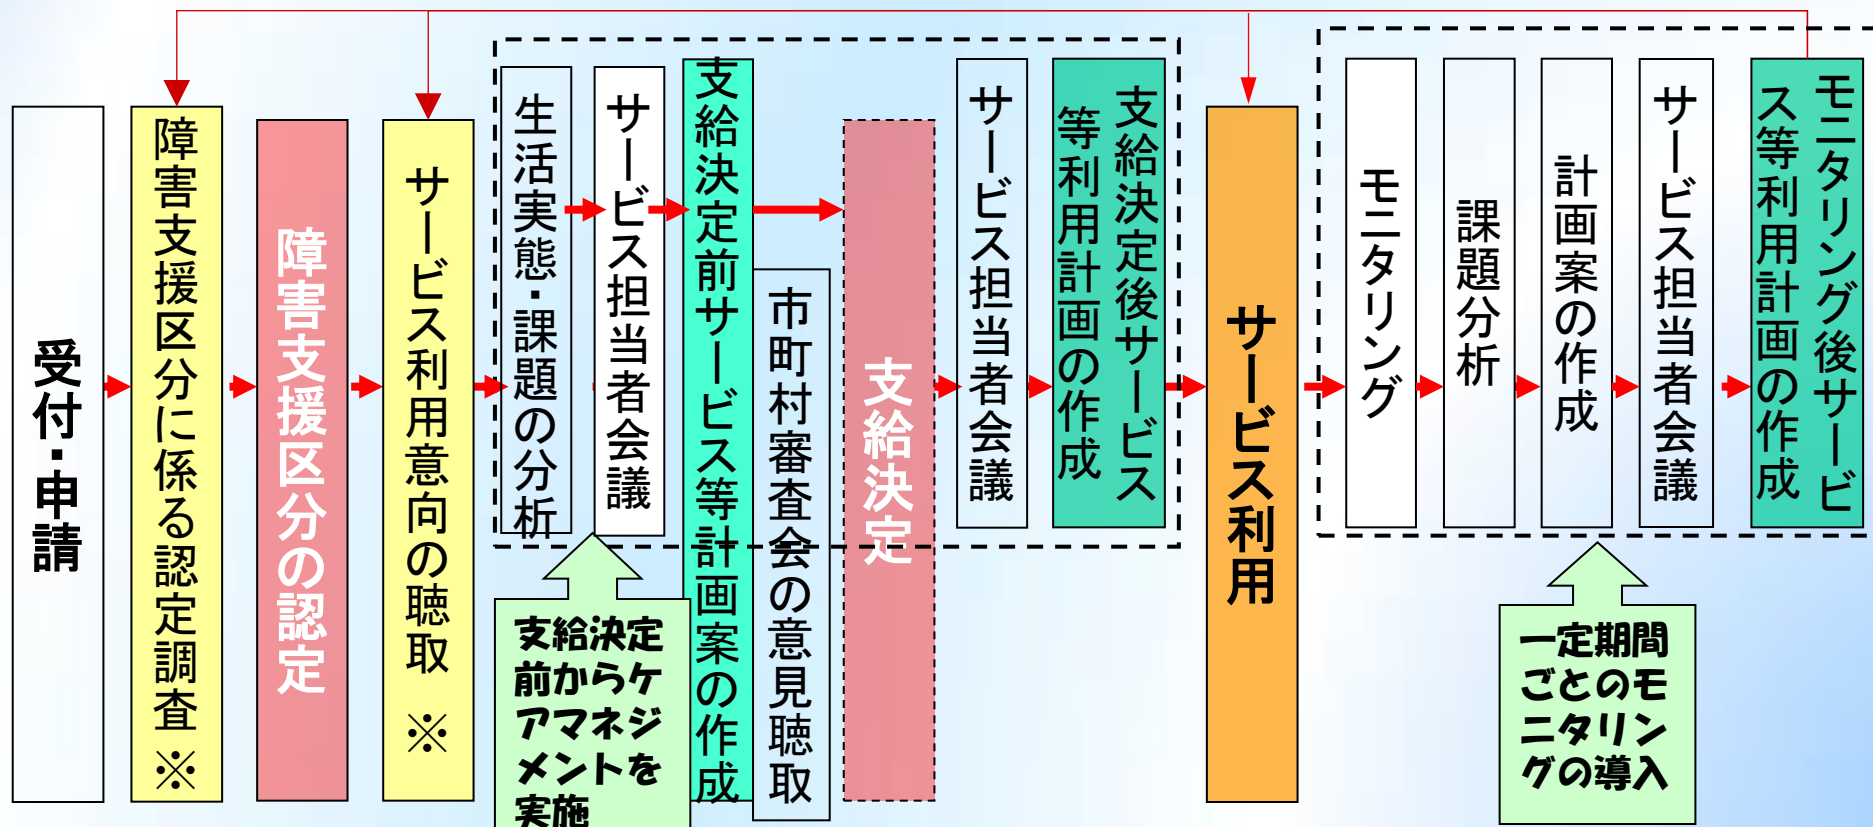 受付・申請
障害支援区分に係る認定調査※
障害支援区分の認定
サービス利用意向の聴取　※
生活実態・課題の分析
サービス担当者会議
支給決定前サービス等計画案の作成
市町村審査会の意見聴取
支給決定
サービス担当者会議
支給決定後サービス
等利用計画の作成
サービス利用
モニタリング
課題分析
計画案の作成
サービス担当者会議
モニタリング後サービ
ス等利用計画の作成
支給決定
前からケ
アマネジ
メントを
実施
一定期間
ごとのモ
ニタリン
グの導入